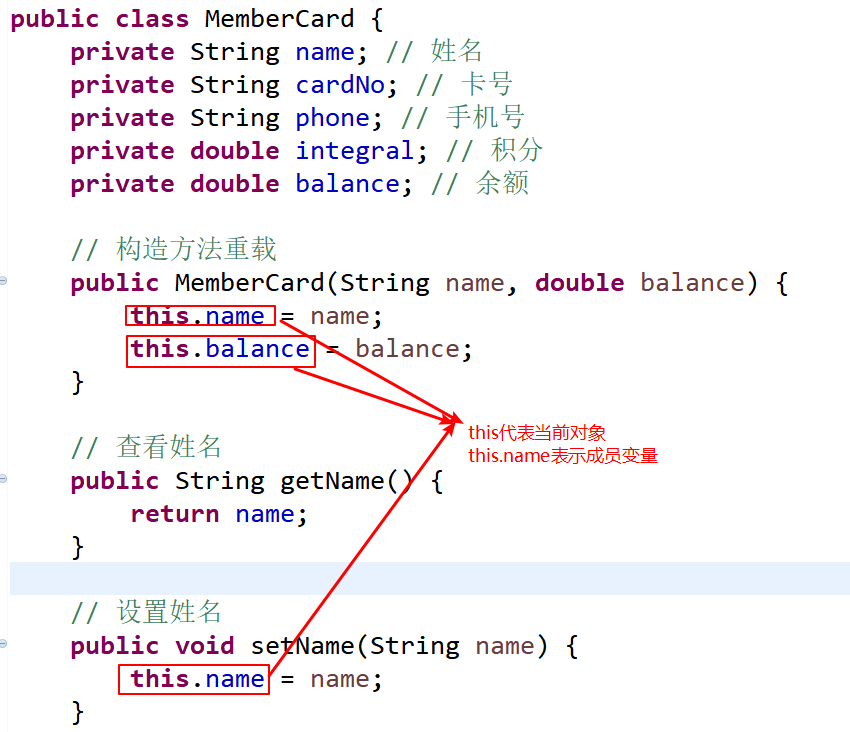 public class MemberCard {
private String name; // 姓名
private String cardNo; // 卡号
private String phone; // 手机号
private double integral; // 积分
private double balance; // 余额
// 构造方法重载
public MemberCard(String name, double balance) {
this.name = name;
this.balance = balance;
}
this代表当前对象
this.name表示成员变量
// 查看姓名
public String getName() {
return name;
}
// 设置姓名
public void setName(String name) {
this.name = name;
}